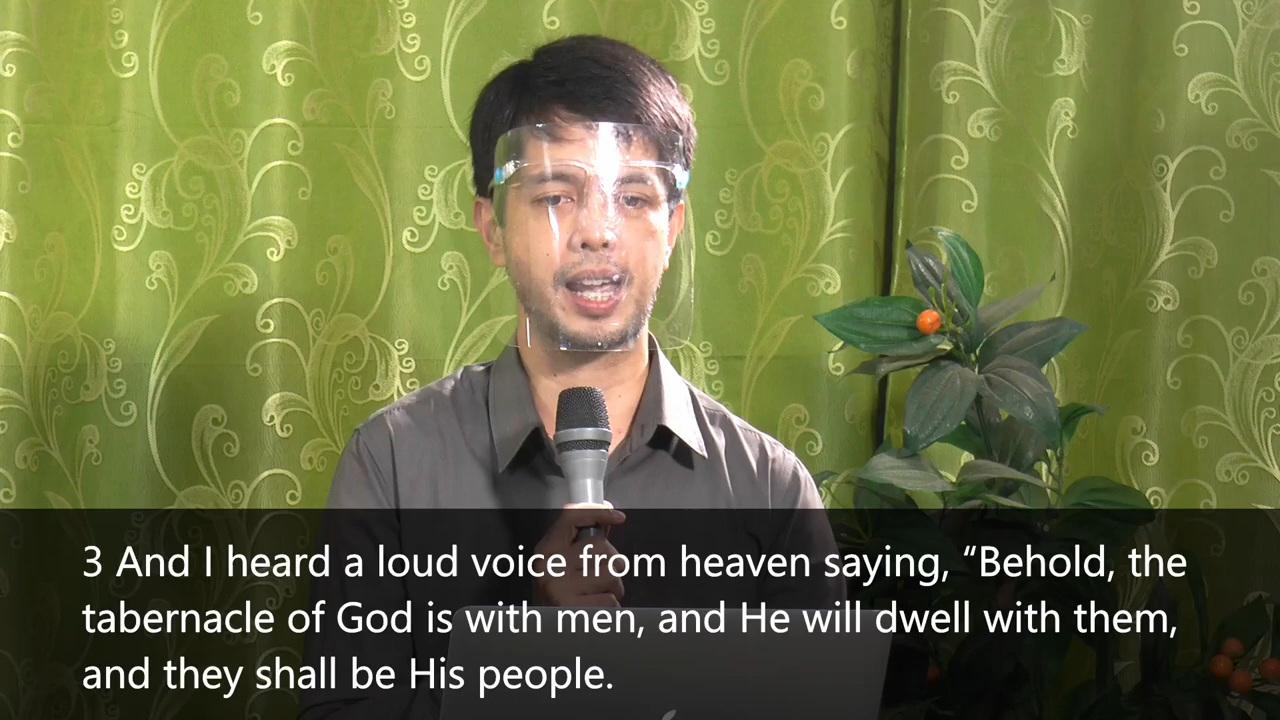 3 And I heard a loud voice from heaven saying, “Behold, the
tabernacle of God is with men, and He will dwell with them,
and they shall be His people.